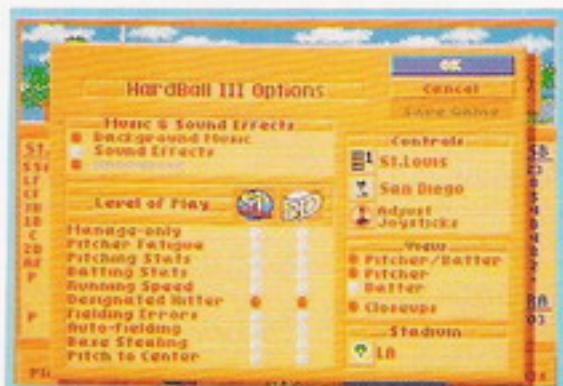 OK
HardBall III Options
Cancel
Save Game
Music & Sound Effects
Background Music
Sound Effects
Controls
St.Louis
San Diego
Adjust
Joysticks
Level of Play
Manage-only
Pitcher Fatigue
Pitching Stats
Batting Stats
Running Speed
Designated Hitter
Fielding Errors
Auto-fielding
Base Stealing
Pitch to Center
View
Pitcher/Batter
Pitcher
Batter
Closeups
Stadium
LA